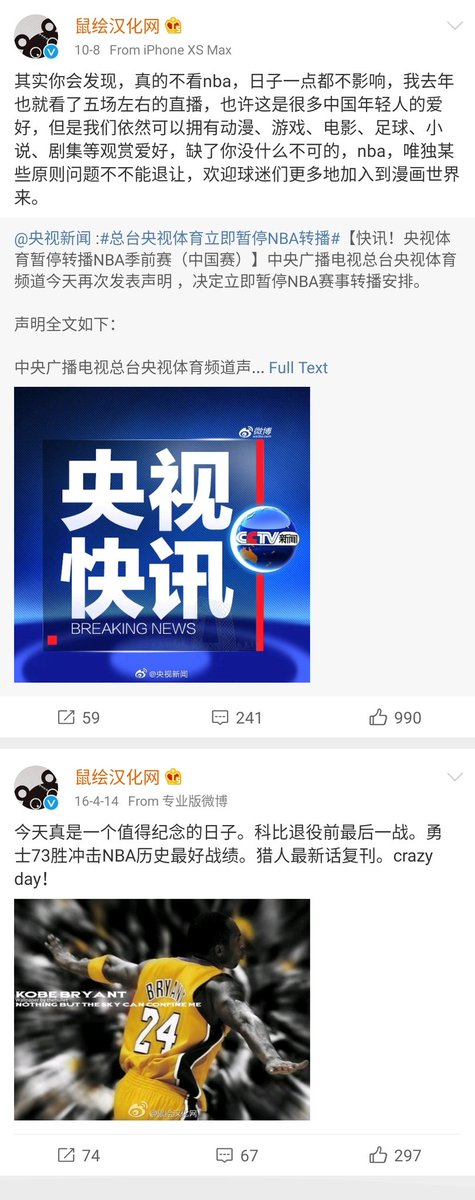 鼠绘汉化网
10-8 From iPhone XS Max
其实你会发现，真的不看nba，日子一点都不影响，我去年
也就看了五场左右的直播，也许这是很多中国年轻人的爱
好，但是我们依然可以拥有动漫、游戏、电影、足球、小
说、剧集等观赏爱好，缺了你没什么不可的，nba，唯独某
些原则问题不不能退让，欢迎球迷们更多地加入到漫画世界
来。
@央视新闻 :#总台央视体育立即暂停NBA转播#【快讯！央视体
育暂停转播NBA季前赛（中国赛）】中央广播电视总台央视体育
频道今天再次发表声明 ，决定立即暂停NBA赛事转播安排。
声明全文如下：
中央广播电视总台央视体育频道声... Full Text
微博
央视
快讯
CCTV新闻
BREAKING NEWS
@央视新闻
59 241 990
鼠绘汉化网
16-4-14 From 专业版微博
今天真是一个值得纪念的日子。科比退役前最后一战。勇
士73胜冲击NBA历史最好战绩。猎人最新话复刊。crazy
day！
KOBE BRYANT
NOTHING BUT THE SKY CAN CONFINE ME
BRYANT
24
@鼠绘汉化网
74 67 297